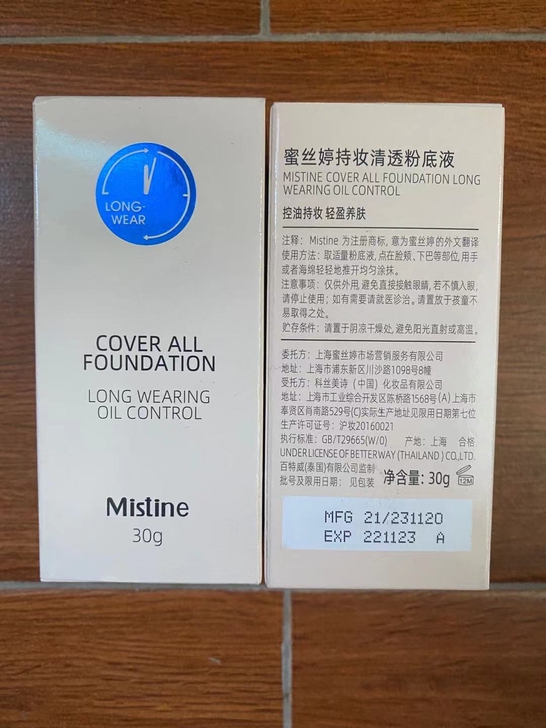 LONG-
WEAR
COVER ALL
FOUNDATION
LONG WEARING
OIL CONTROL
Mistine
30g
蜜丝婷持妆清透粉底液
MISTINE COVER ALL FOUNDATION LONG
WEARING OIL CONTROL
控油持妆 轻盈养肤
注释：Mistine 为注册商标, 意为蜜丝婷的外文翻译
使用方法：取适量粉底液, 点在脸颊、下巴等部位, 用手
或者海绵轻轻地推开均匀涂抹。
注意事项：仅供外用, 避免直接接触眼睛, 若不慎入眼,
请停止使用；如有需要请就医诊治。请置放于孩童不
易取得之处。
贮存条件：请置于阴凉干燥处, 避免阳光直射或高温。
委托方：上海蜜丝婷市场营销服务有限公司
地址：上海市浦东新区川沙路1098号8幢
受托方：科丝美诗（中国）化妆品有限公司
地址：上海市工业综合开发区陈桥路1568号(A)上海市
奉贤区肖南路529号(C)实际生产地址见限用日期第七位
生产许可证号：沪妆20160021
执行标准：GB/T29665(W/O) 产地：上海 合格
UNDER LICENSE OF BETTER WAY (THAILAND) CO.,LTD.
百特威(泰国)有限公司监制
批号及限用日期：见包装 净含量：30g 12M
MFG 21/231120
EXP 221123 A